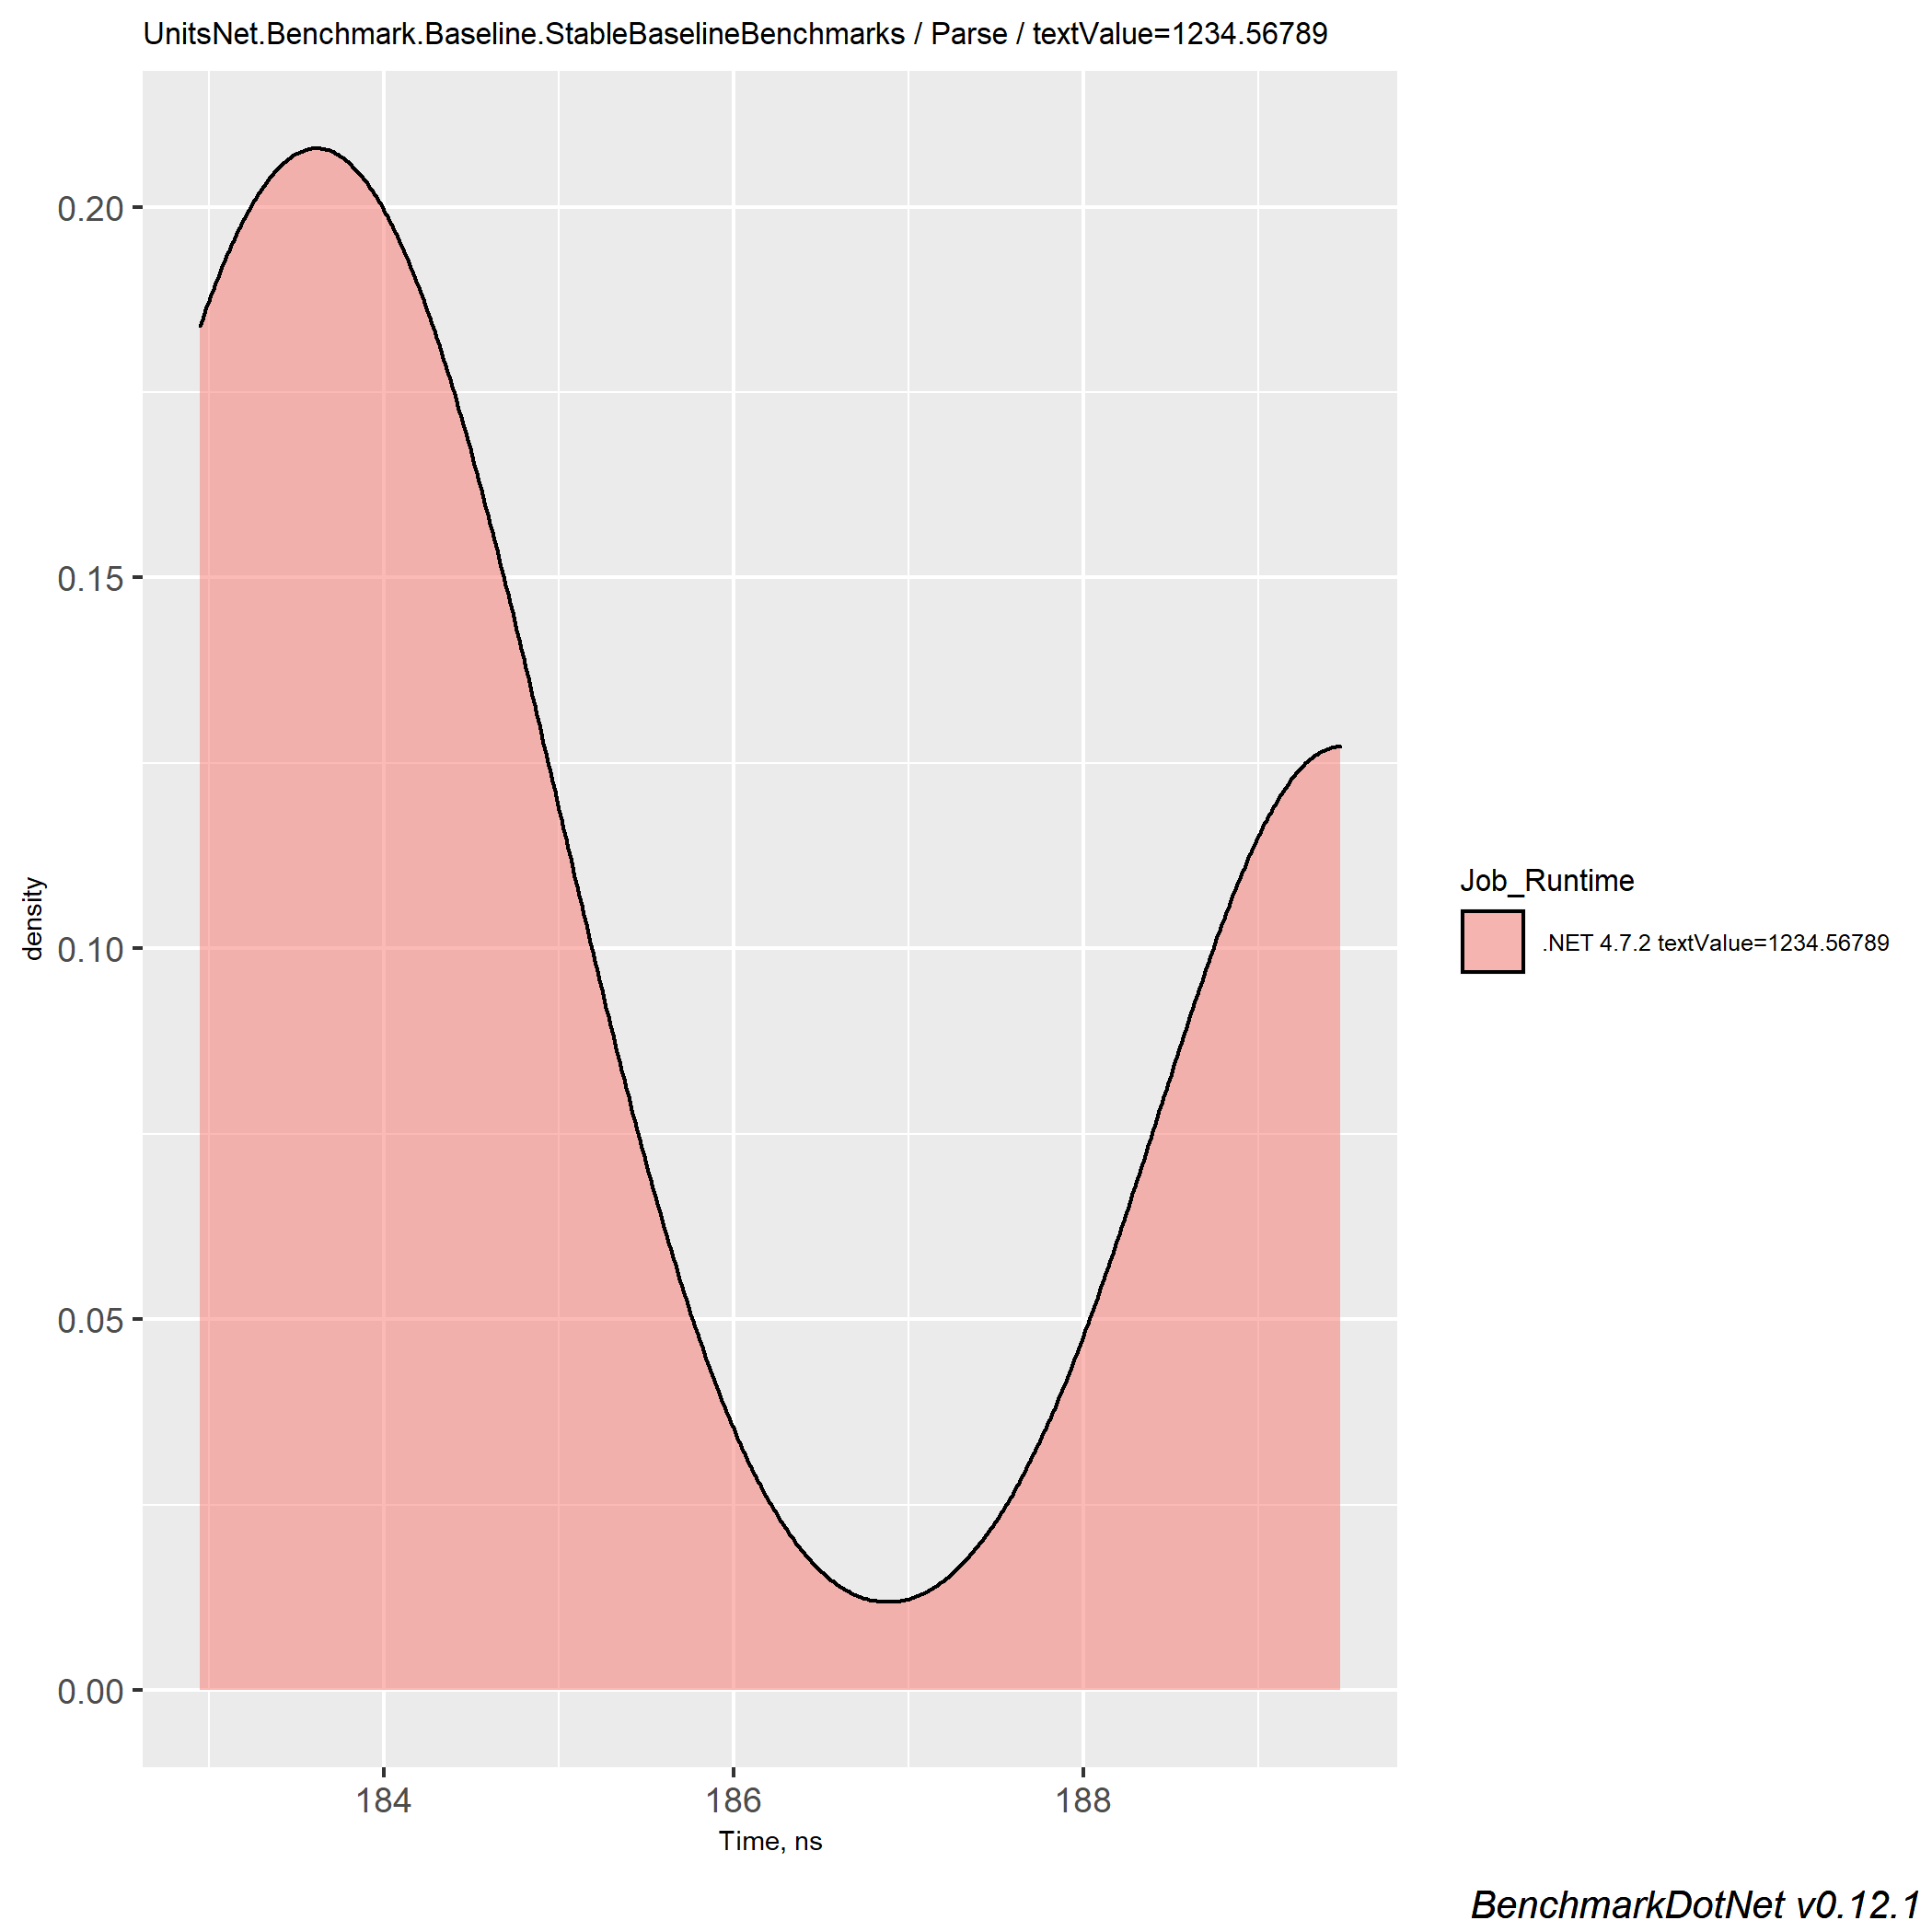 UnitsNet.Benchmark.Baseline.StableBaselineBenchmarks / Parse / textValue=1234.56789
0.20
0.15
0.10
0.05
0.00
density
184
186
188
Time, ns
Job_Runtime
.NET 4.7.2 textValue=1234.56789
BenchmarkDotNet v0.12.1